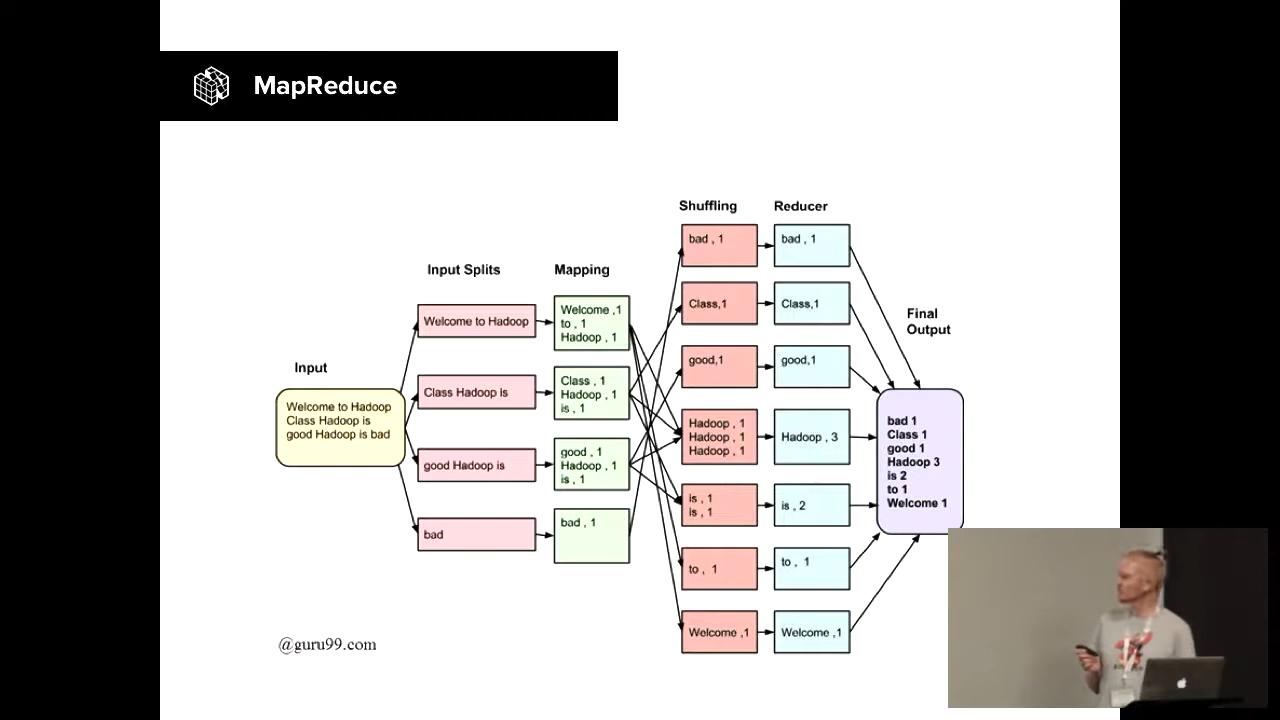 MapReduce
Shuffling
Reducer
Input Splits
Mapping
Final
Output
Input
Welcome to Hadoop
Class Hadoop is
good Hadoop is bad
Welcome to Hadoop
Class Hadoop is
good Hadoop is
bad
Welcome ,1
to , 1
Hadoop , 1
Class , 1
Hadoop , 1
is , 1
good , 1
Hadoop , 1
is , 1
bad , 1
bad , 1
Class,1
good,1
Hadoop , 1
Hadoop , 1
Hadoop , 1
is , 1
is , 1
to , 1
Welcome ,1
bad , 1
Class,1
good,1
Hadoop , 3
is , 2
to , 1
Welcome ,1
bad 1
Class 1
good 1
Hadoop 3
is 2
to 1
Welcome 1
@guru99.com